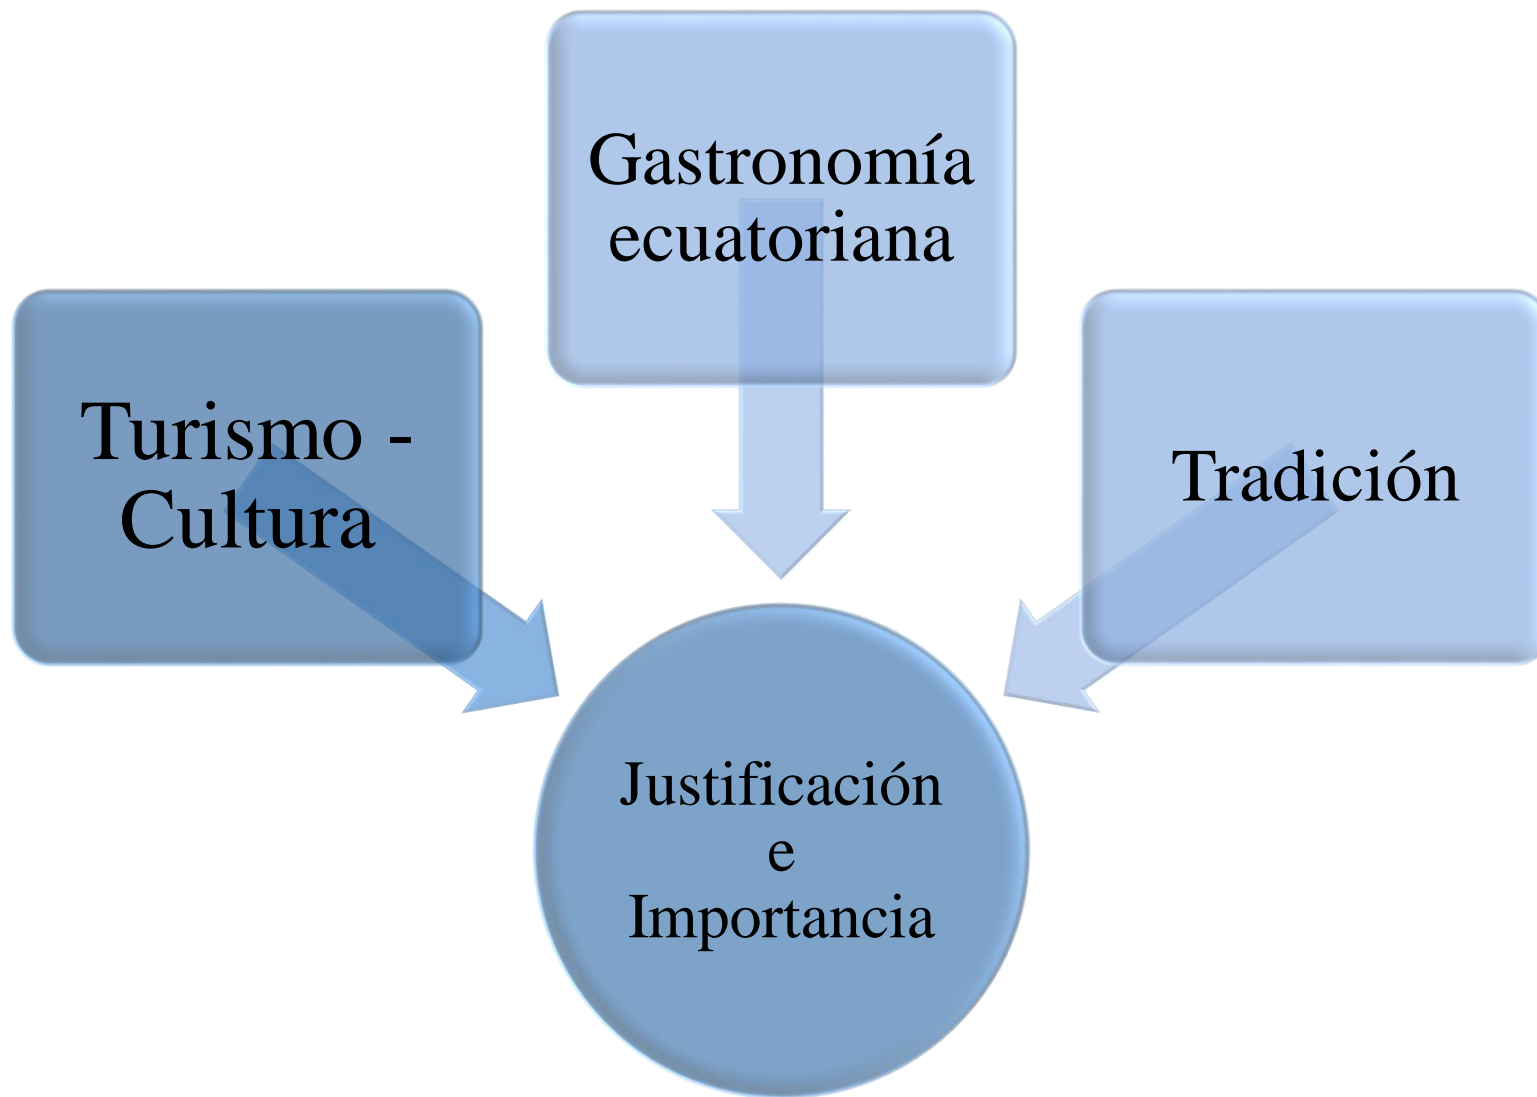 Gastronomía
ecuatoriana
Turismo -
Cultura
Tradición
Justificación
e
Importancia